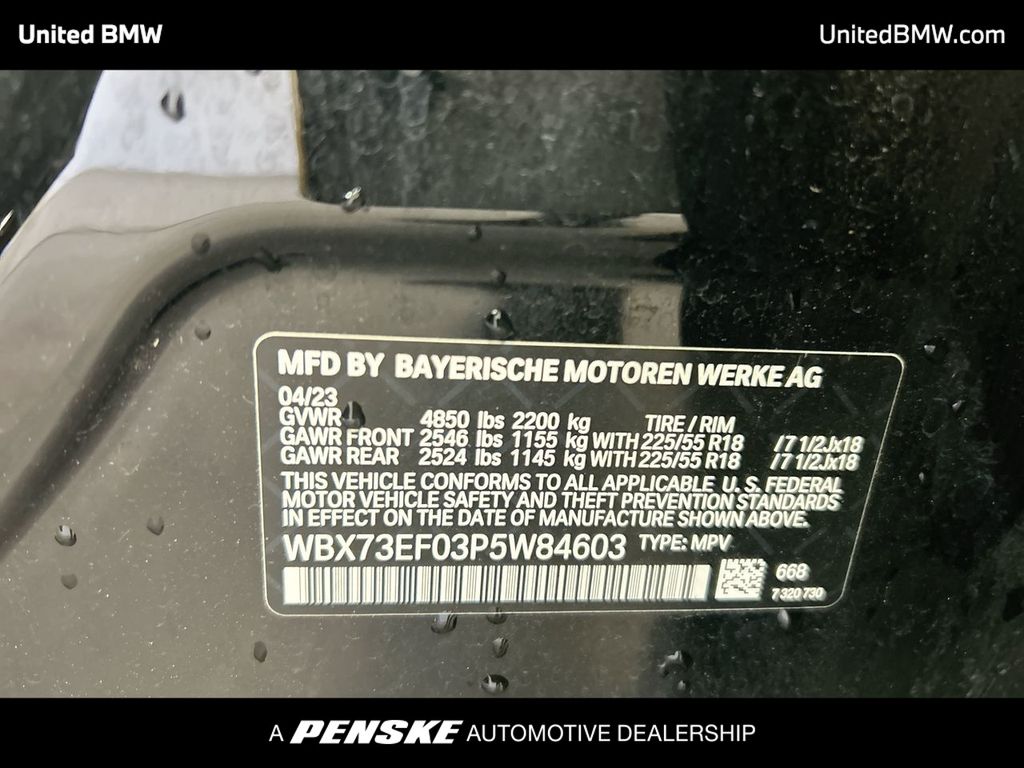 United BMW
UnitedBMW.com
MFD BY BAYERISCHE MOTOREN WERKE AG
04/23
GVWR 4850 lbs 2200 kg TIRE / RIM
GAWR FRONT 2546 lbs 1155 kg WITH 225/55 R18 /7 1/2Jx18
GAWR REAR 2524 lbs 1145 kg WITH 225/55 R18 /7 1/2Jx18
THIS VEHICLE CONFORMS TO ALL APPLICABLE U.S. FEDERAL
MOTOR VEHICLE SAFETY AND THEFT PREVENTION STANDARDS
IN EFFECT ON THE DATE OF MANUFACTURE SHOWN ABOVE.
WBX73EF03P5W84603 TYPE: MPV
668
7 320 730
A PENSKE AUTOMOTIVE DEALERSHIP